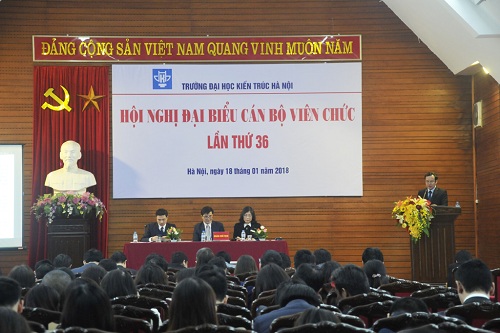 ĐẢNG CỘNG SẢN VIỆT NAM QUANG VINH MUÔN NĂM
TRƯỜNG ĐẠI HỌC KIẾN TRÚC HÀ NỘI
HỘI NGHỊ ĐẠI BIỂU CÁN BỘ VIÊN CHỨC
LẦN THỨ 36
Hà Nội, ngày 18 tháng 01 năm 2018